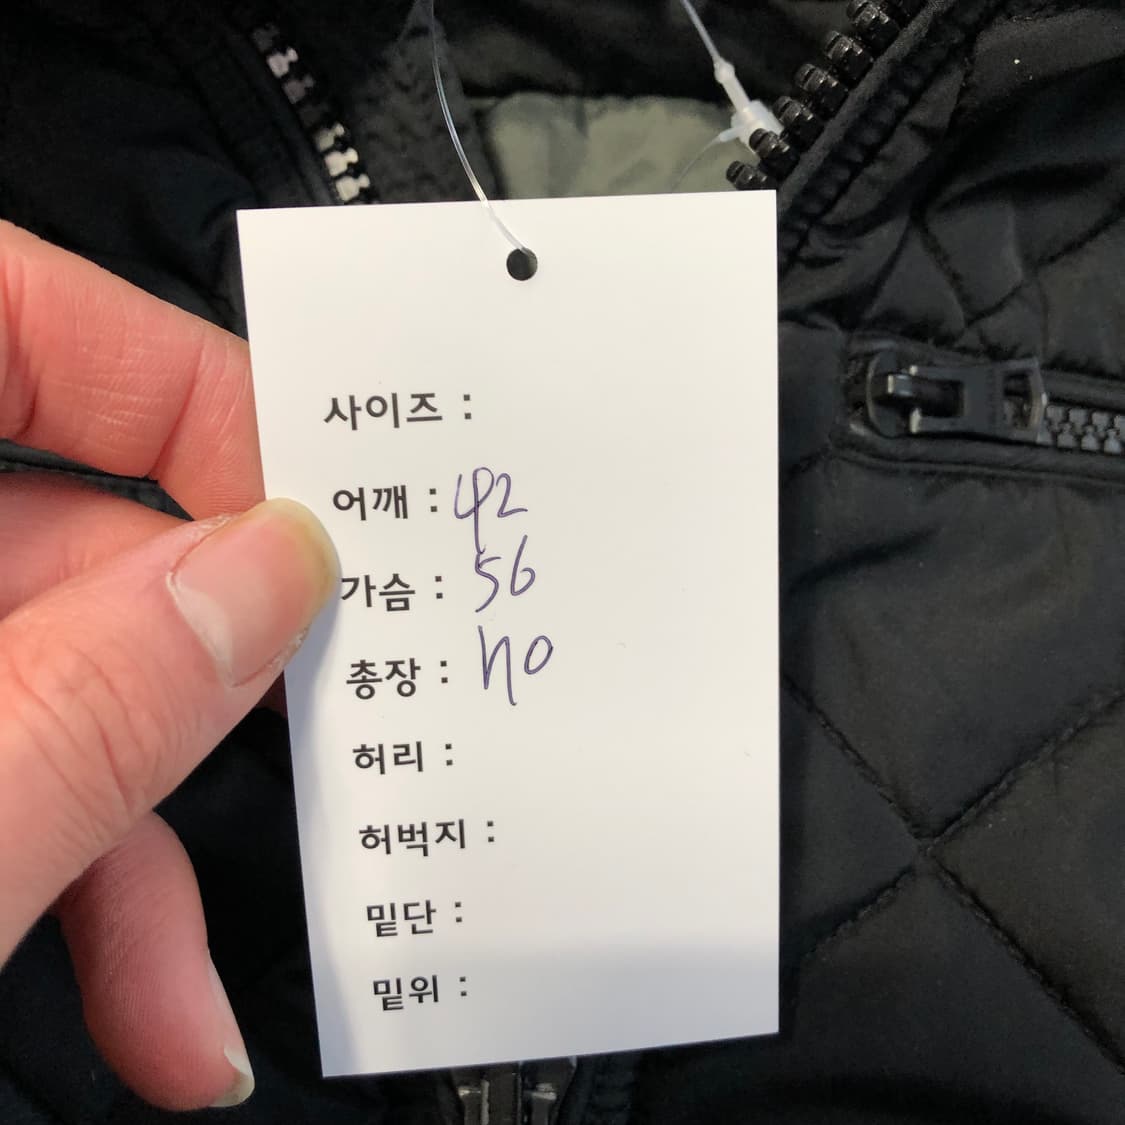 사이즈 :
어깨 : 42
가슴 : 56
총장 : 70
허리 :
허벅지 :
밑단 :
밑위 :